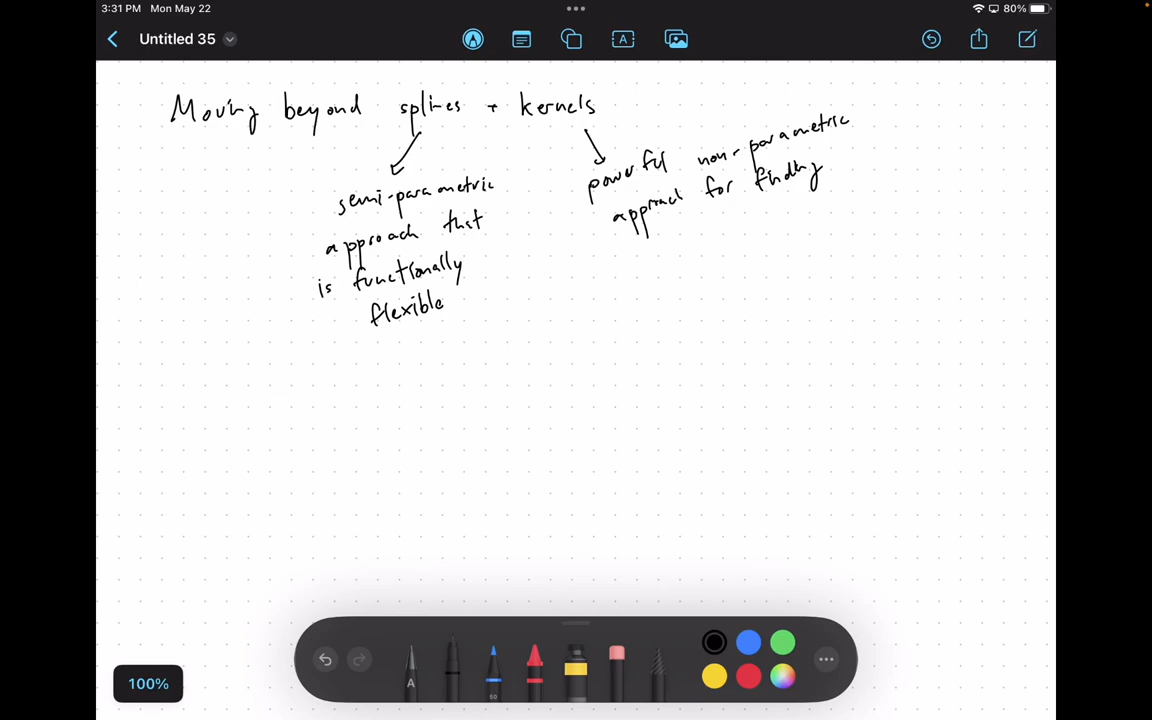 3:31 PM Mon May 22
80%
Untitled 35
Moving beyond splines + kernels
semi-parametric
approach that
is functionally
flexible
powerful non-parametric
approach for finding
A
50
100%